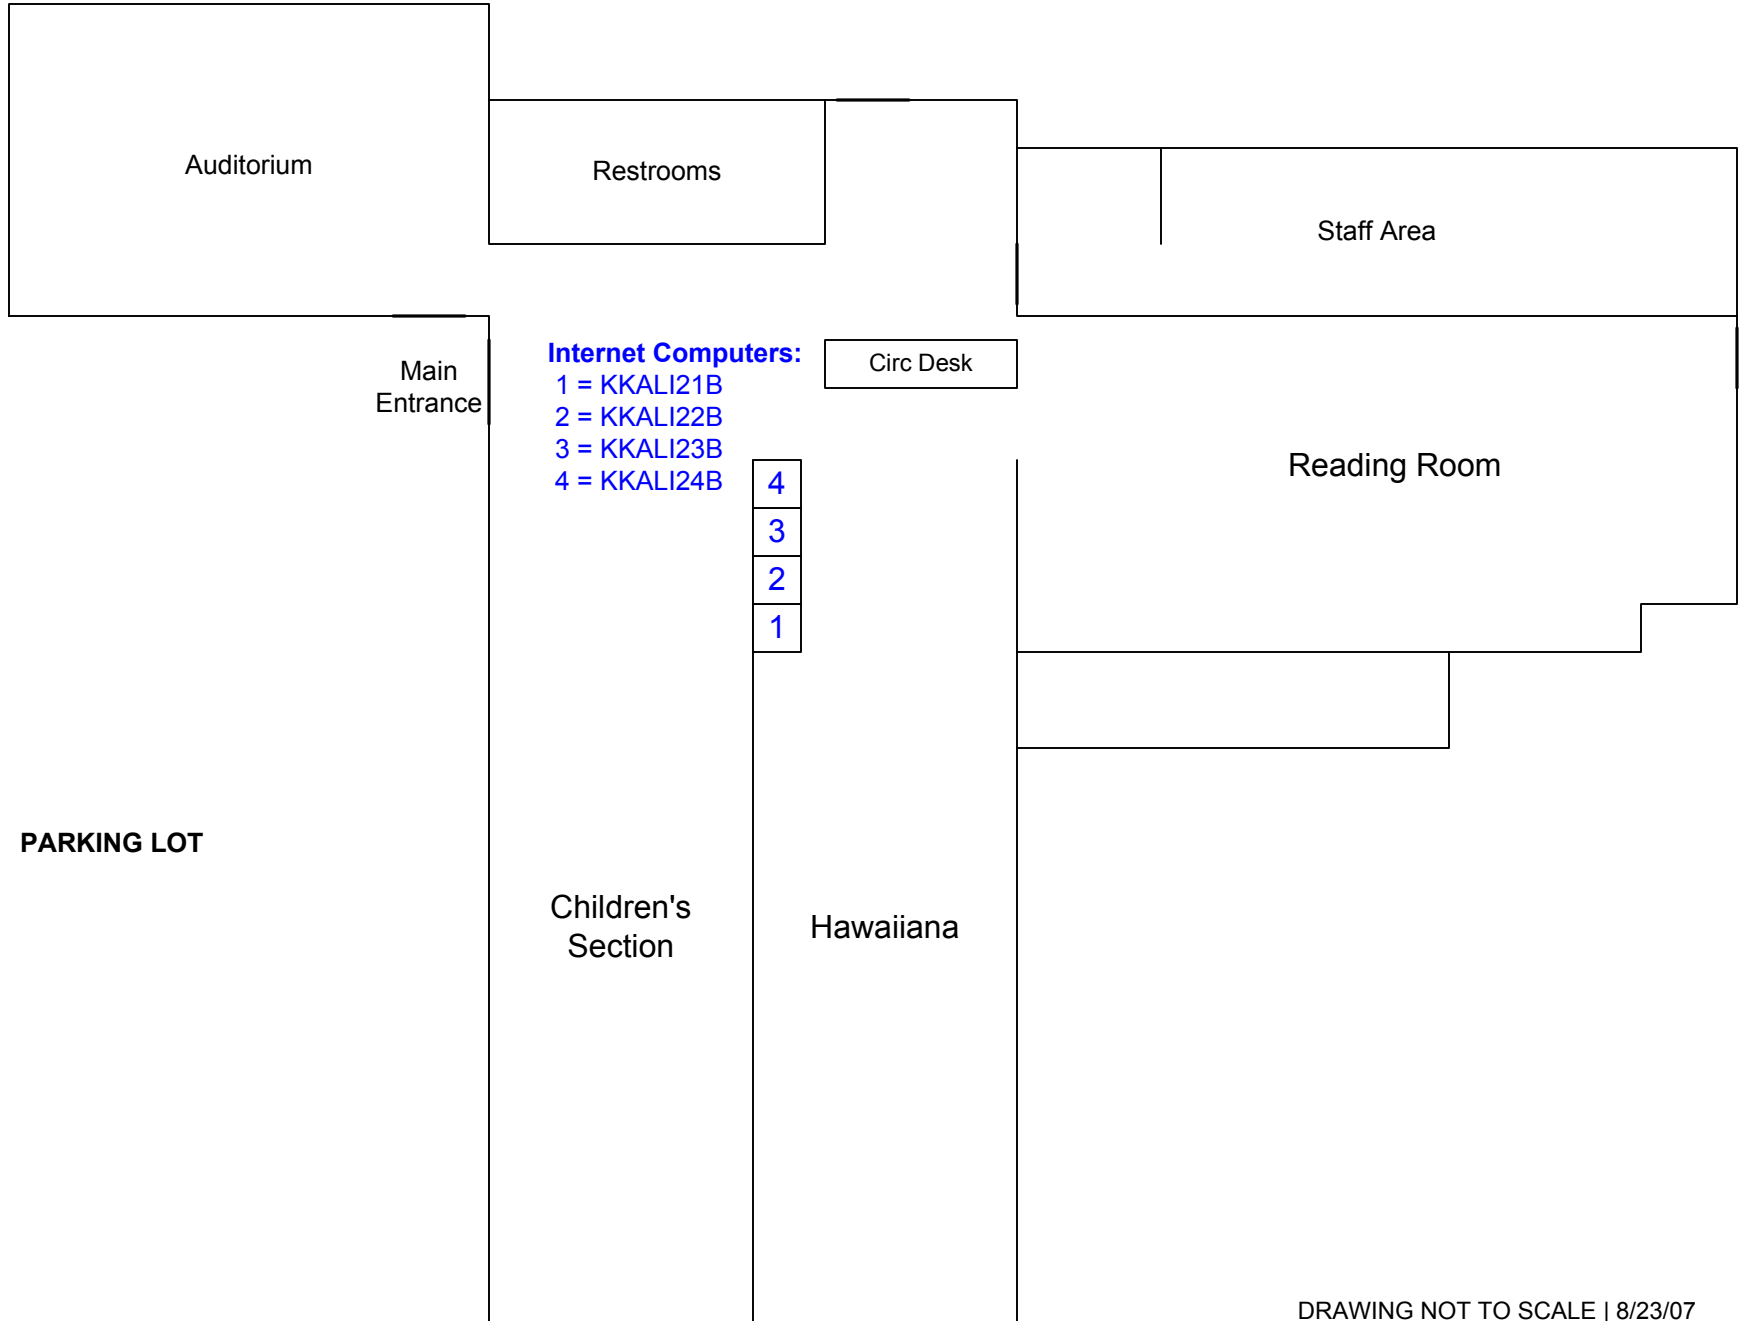 Auditorium
Restrooms
Staff Area
Main
Entrance
Internet Computers:
1 = KKALI21B
2 = KKALI22B
3 = KKALI23B
4 = KKALI24B
Circ Desk
Reading Room
4
3
2
1
PARKING LOT
Children's
Section
Hawaiiana
DRAWING NOT TO SCALE | 8/23/07